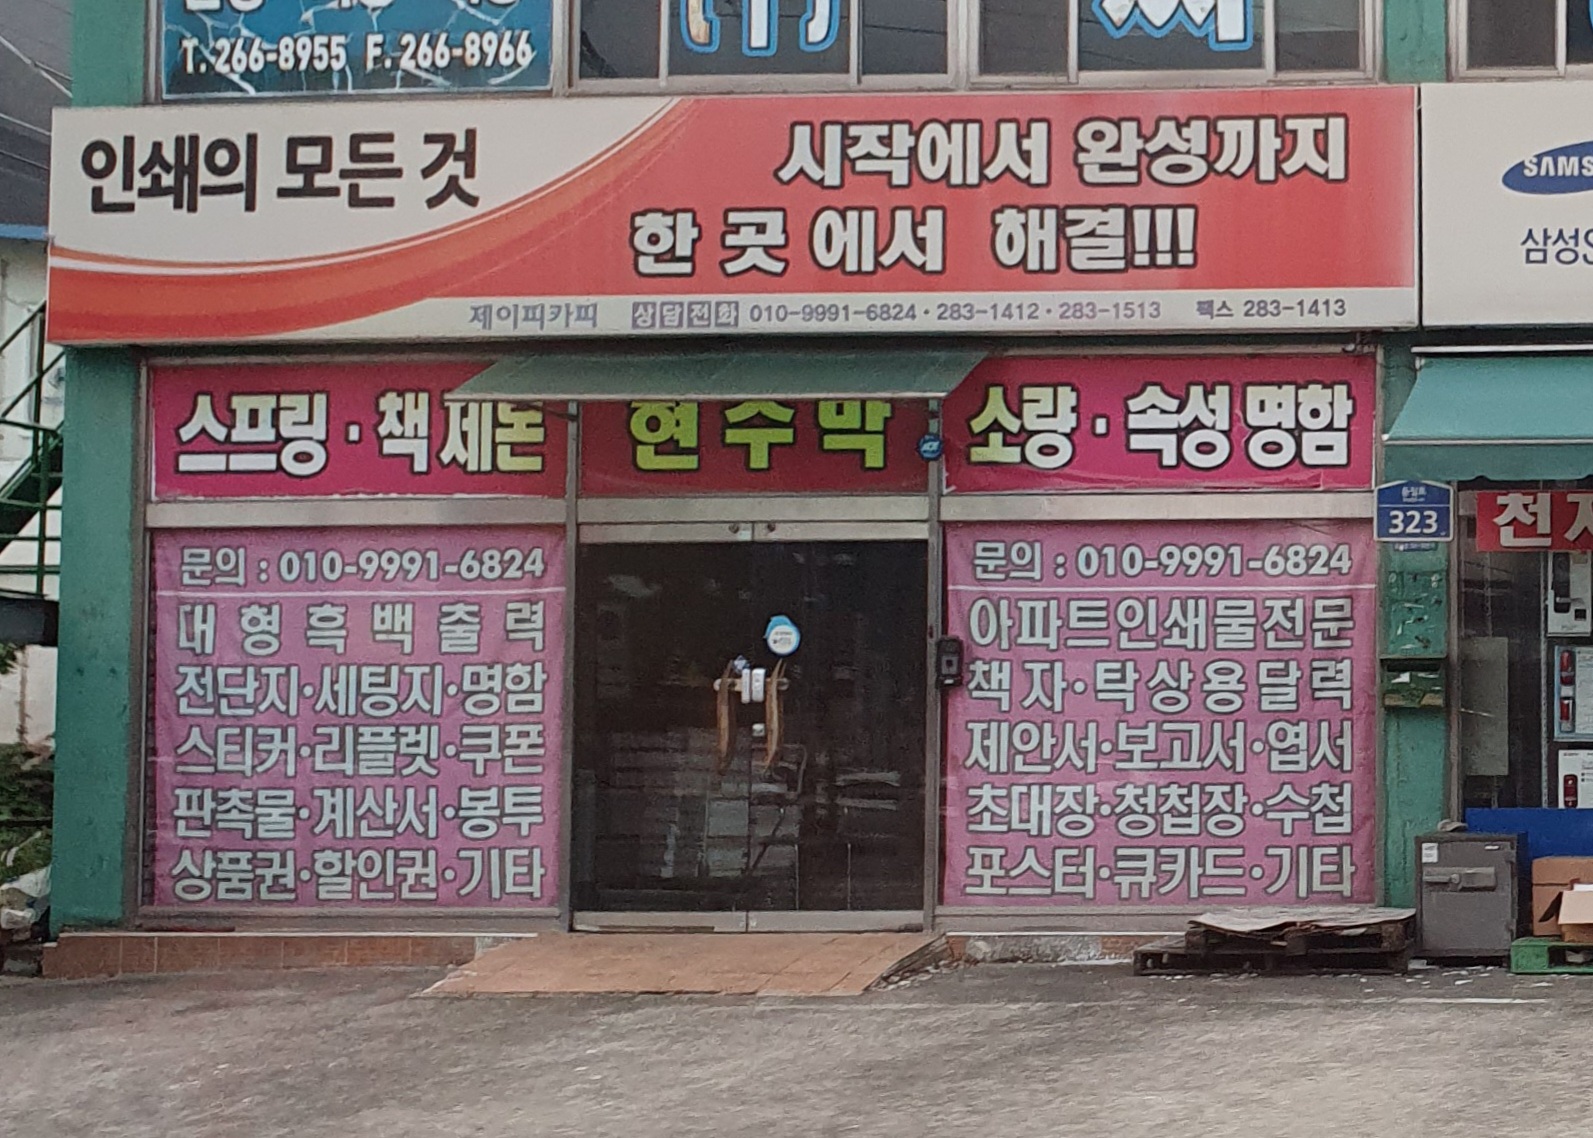 T. 266-8955 F. 266-8966
인쇄의 모든 것
시작에서 완성까지
한 곳 에서 해결!!!
제이피카피 상담전화 010-9991-6824 · 283-1412 · 283-1513 팩스 283-1413
스프링 · 책 제본
현수막
소량 · 속성 명함
문의 : 010-9991-6824
대형흑백출력
전단지·세팅지·명함
스티커·리플렛·쿠폰
판촉물·계산서·봉투
상품권·할인권·기타
문의 : 010-9991-6824
아파트인쇄물전문
책자·탁상용달력
제안서·보고서·엽서
초대장·청첩장·수첩
포스터·큐카드·기타
323
SAMS
삼성
천